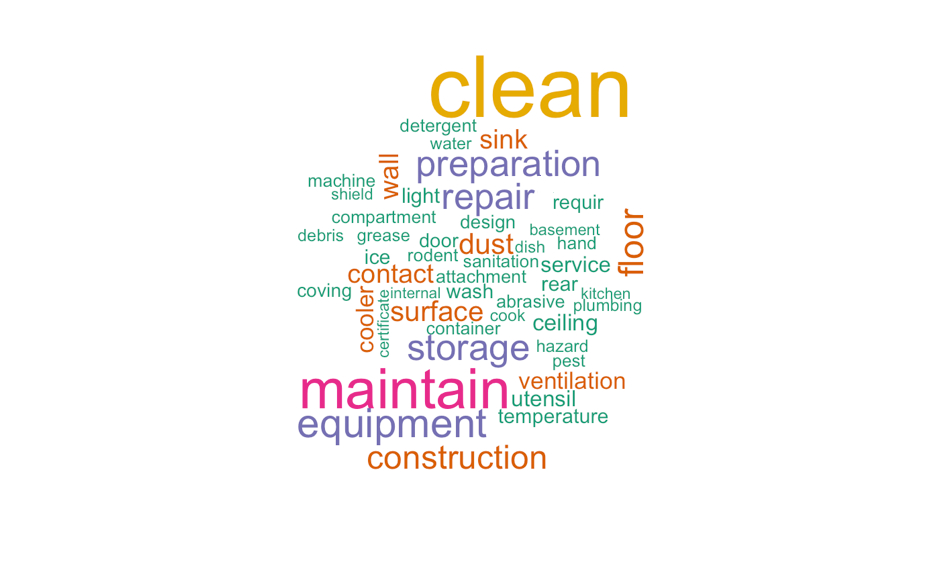 clean
detergent
water
sink
wall
preparation
machine
shield
light
repair
requir
compartment
design
floor
debris
grease
door
dust
dish
basement
hand
ice
rodent
sanitation
service
contact
attachment
rear
coving
cooler
certificate
internal
wash
abrasive
kitchen
plumbing
surface
cook
container
ceiling
storage
hazard
pest
maintain
ventilation
utensil
equipment
temperature
construction